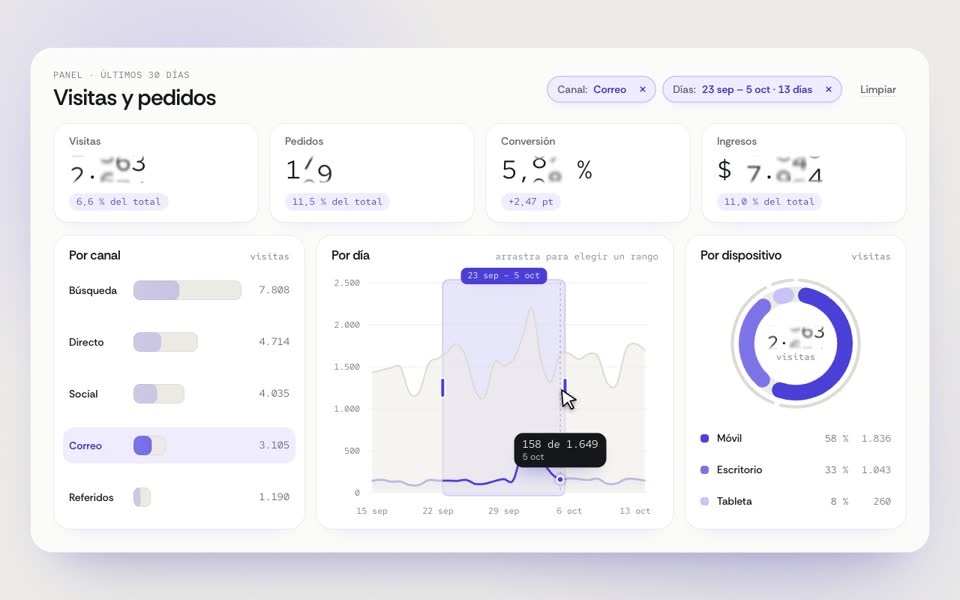 PANEL · ÚLTIMOS 30 DÍAS
Visitas y pedidos
Canal: Correo ×
Días: 23 sep – 5 oct · 13 días ×
Limpiar
Visitas
6,6 % del total
Pedidos
11,5 % del total
Conversión
%
+2,47 pt
Ingresos
$
11,0 % del total
Por canal
visitas
Búsqueda 7.808
Directo 4.714
Social 4.035
Correo 3.105
Referidos 1.190
Por día
arrastra para elegir un rango
23 sep – 5 oct
2.500
2.000
1.500
1.000
500
0
158 de 1.649
5 oct
15 sep 22 sep 29 sep 6 oct 13 oct
Por dispositivo
visitas
visitas
Móvil 58 % 1.836
Escritorio 33 % 1.043
Tableta 8 % 260